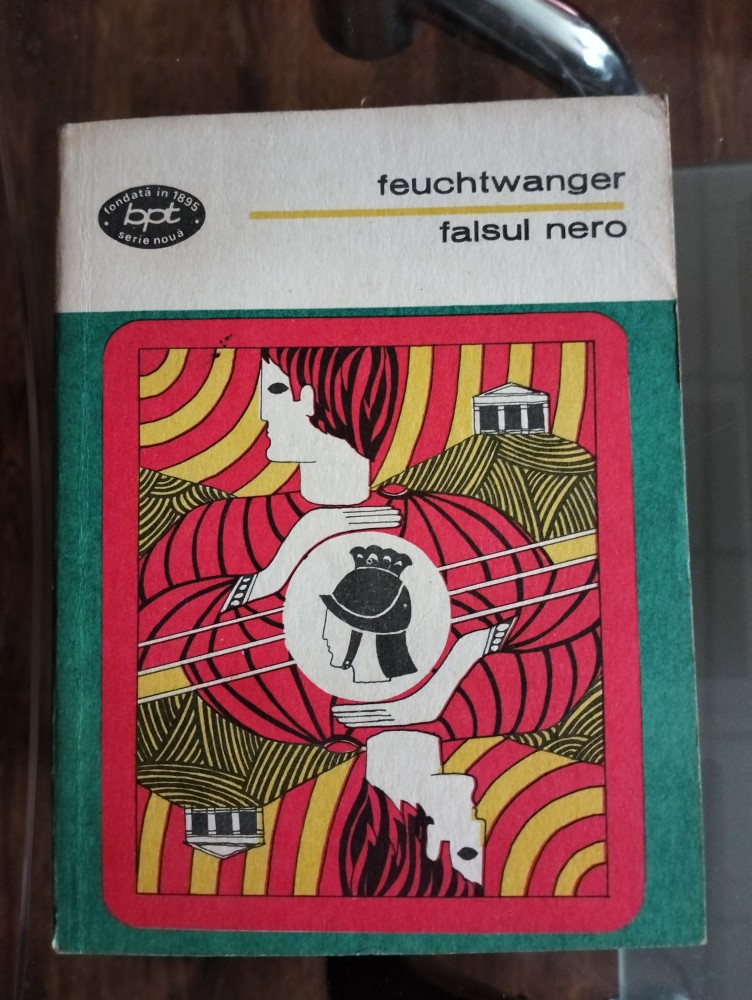 fondată în 1895
bpt
serie nouă
feuchtwanger
falsul nero